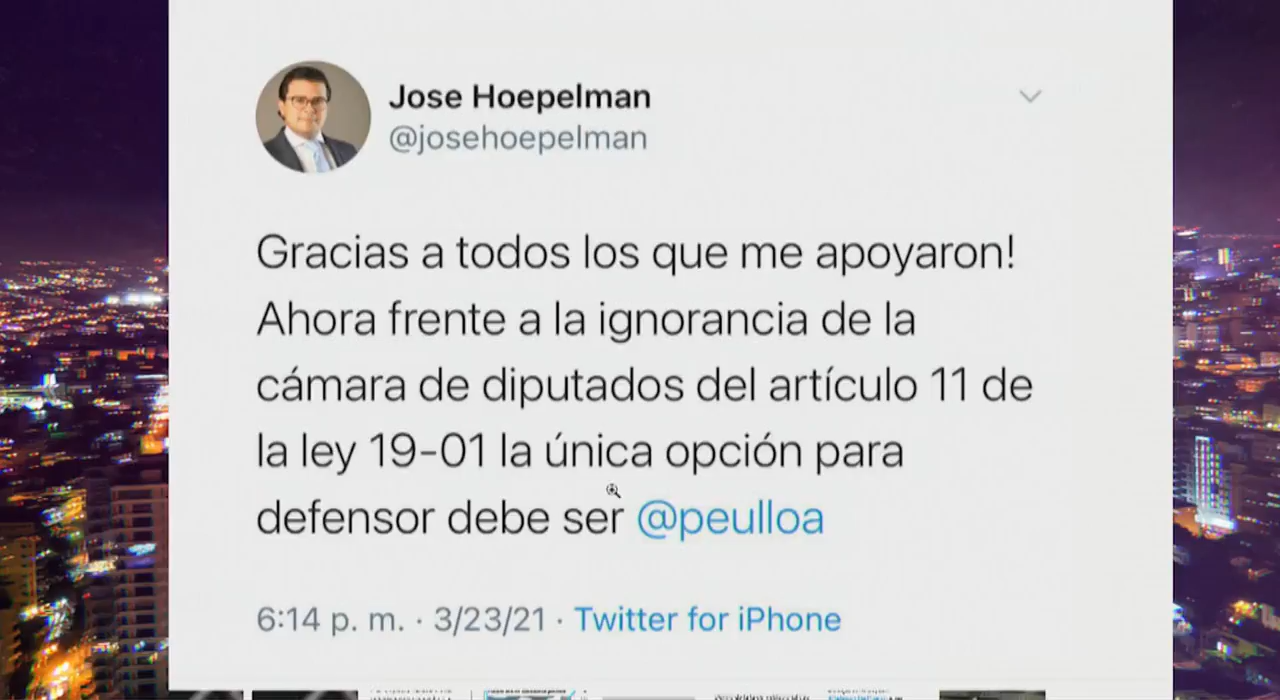 Jose Hoepelman
@josehoepelman
Gracias a todos los que me apoyaron!
Ahora frente a la ignorancia de la
cámara de diputados del artículo 11 de
la ley 19-01 la única opción para
defensor debe ser @peulloa
6:14 p. m. · 3/23/21 · Twitter for iPhone